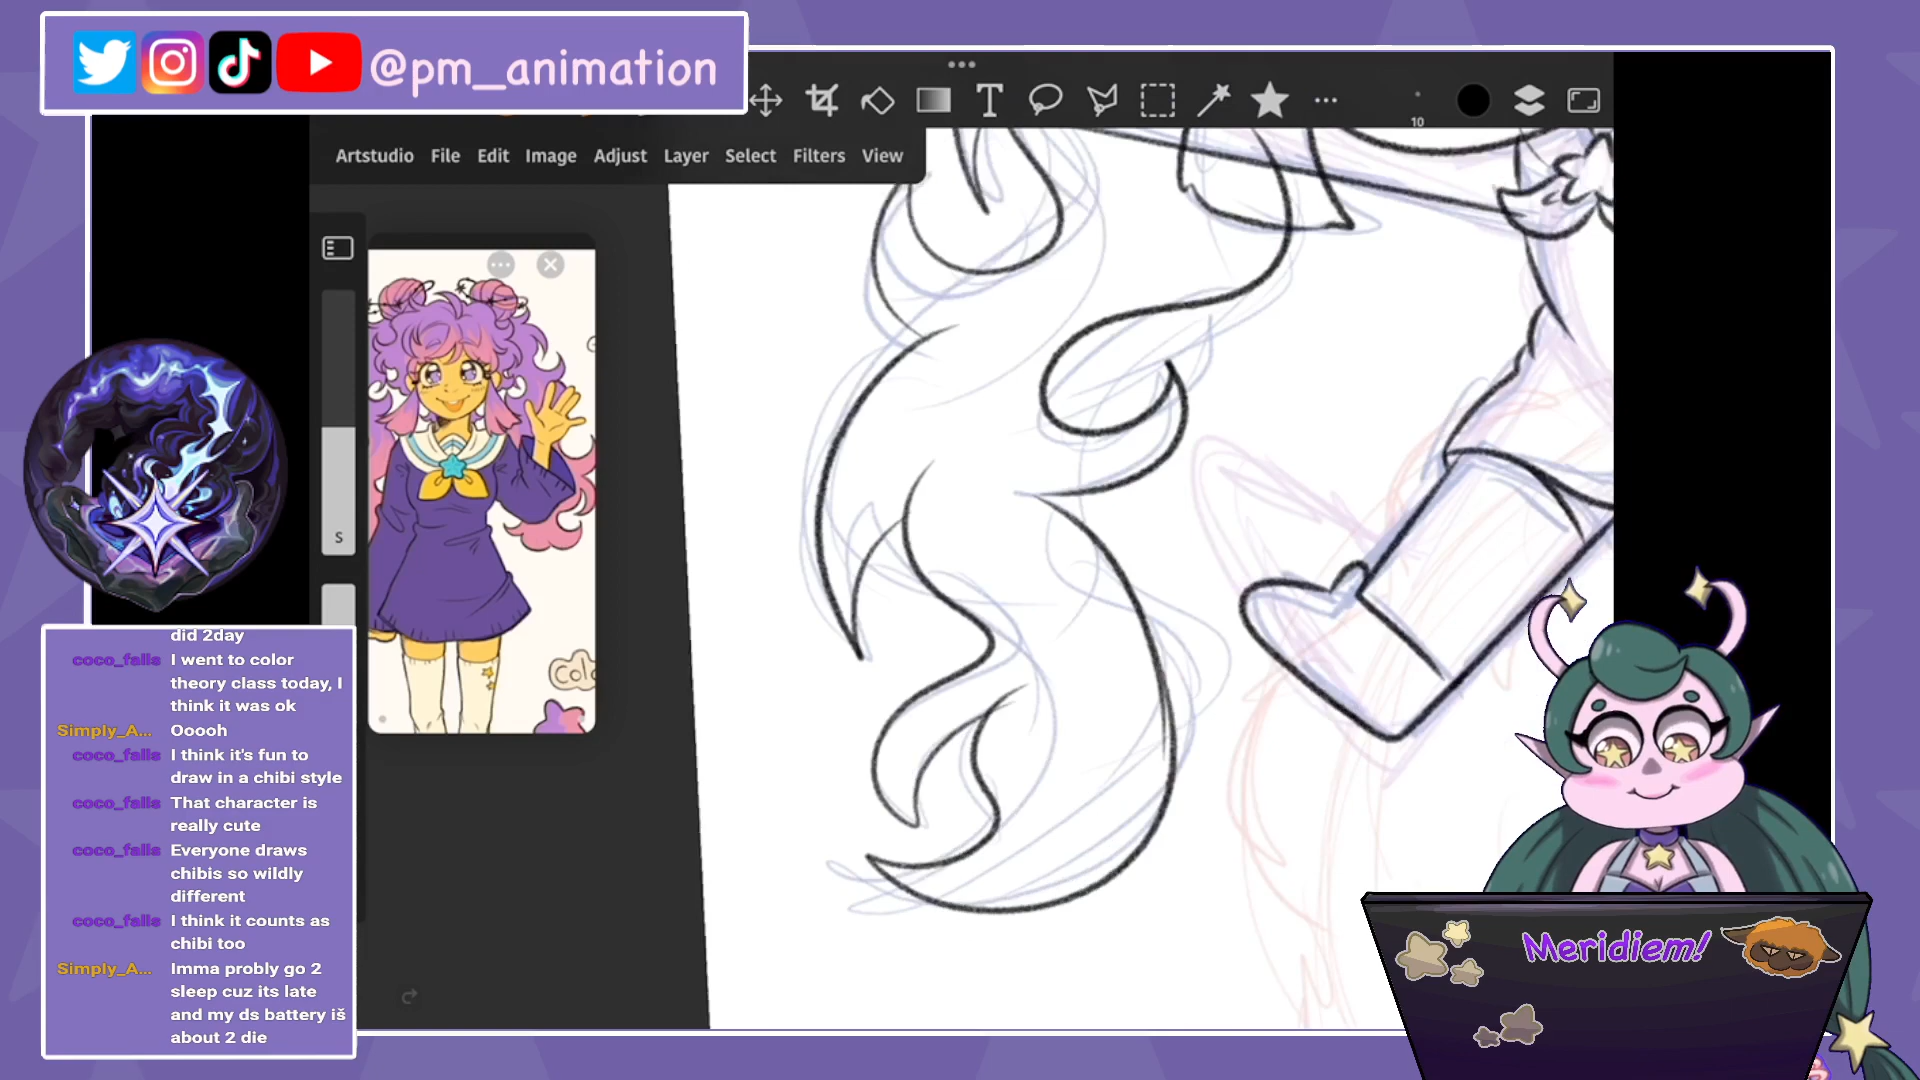 @pm_animation
T
10
Artstudio File Edit Image Adjust Layer Select Filters View
S
did 2day
coco_falls I went to color
theory class today, I
think it was ok
Simply_A... Ooooh
coco_falls I think it's fun to
draw in a chibi style
coco_falls That character is
really cute
coco_falls Everyone draws
chibis so wildly
different
coco_falls I think it counts as
chibi too
Simply_A... Imma probly go 2
sleep cuz its late
and my ds battery is
about 2 die
Meridiem!